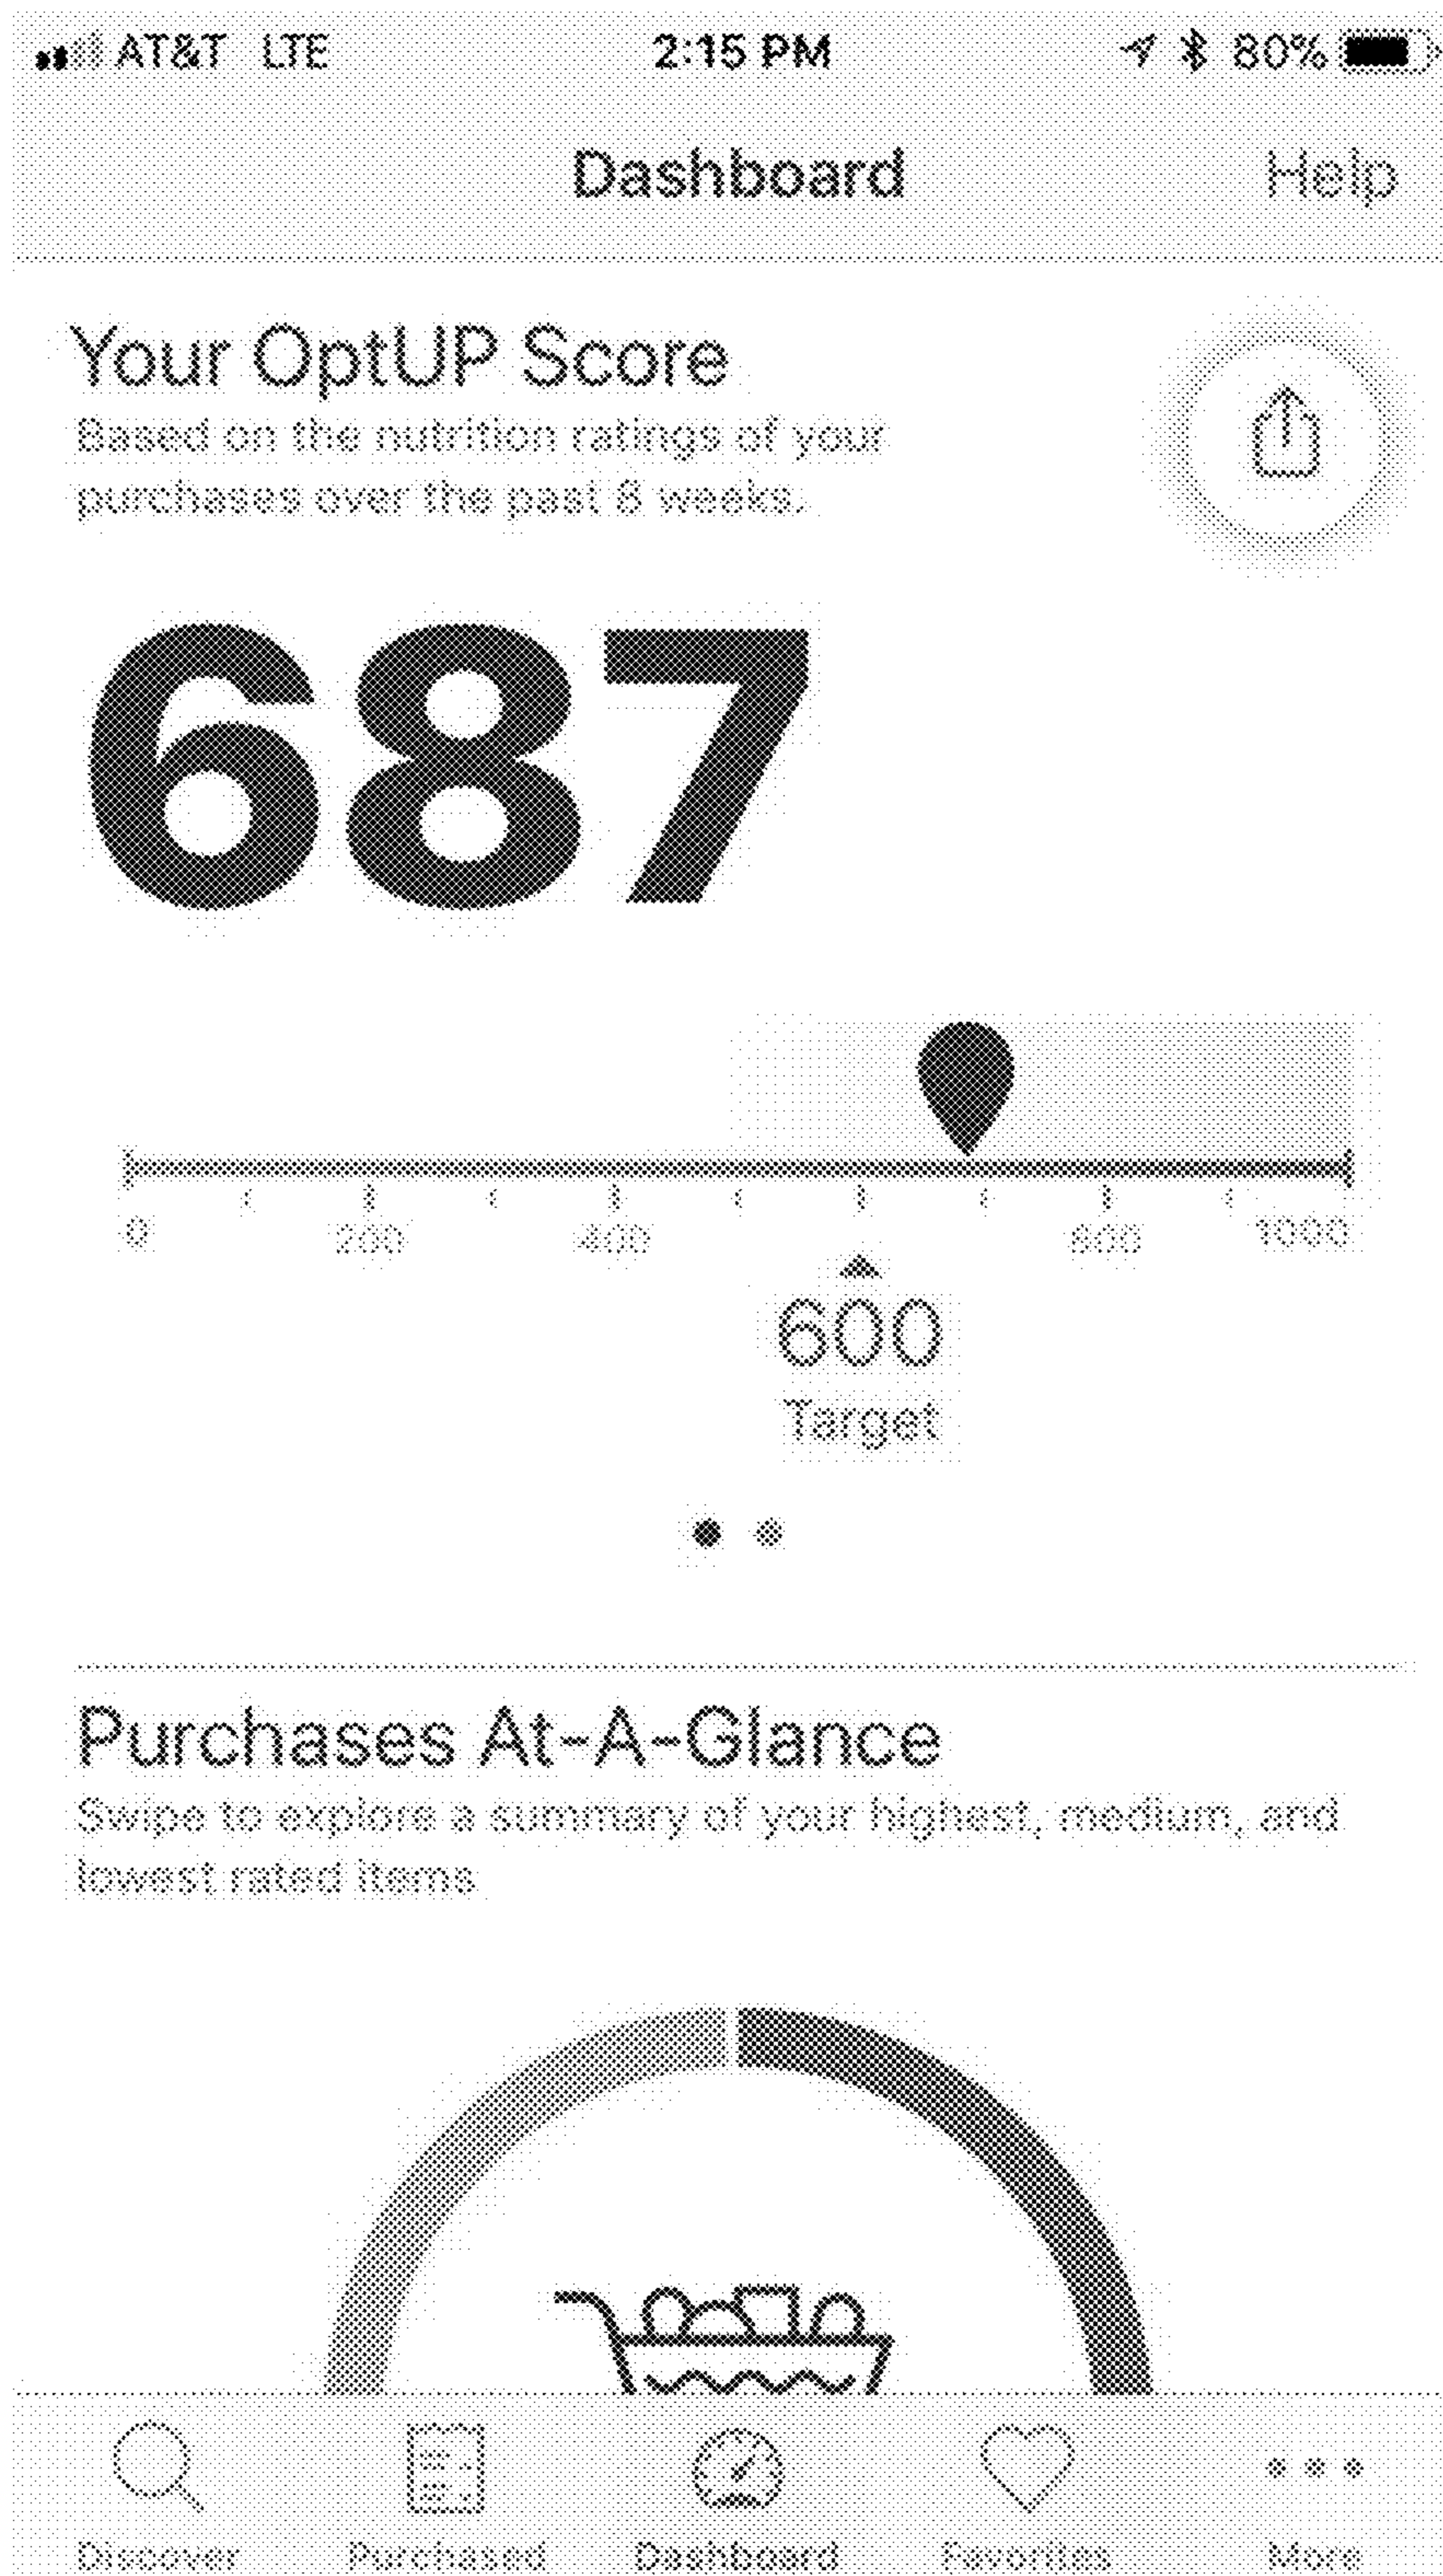 AT&T LTE 2:15 PM 80%
Dashboard Help
Your OptUP Score
Based on the nutrition ratings of your
purchases over the past 8 weeks.
687
0 200 400 800 1000
600
Target
Purchases At-A-Glance
Swipe to explore a summary of your highest, medium, and
lowest rated items
Discover Purchased Dashboard Favorites More